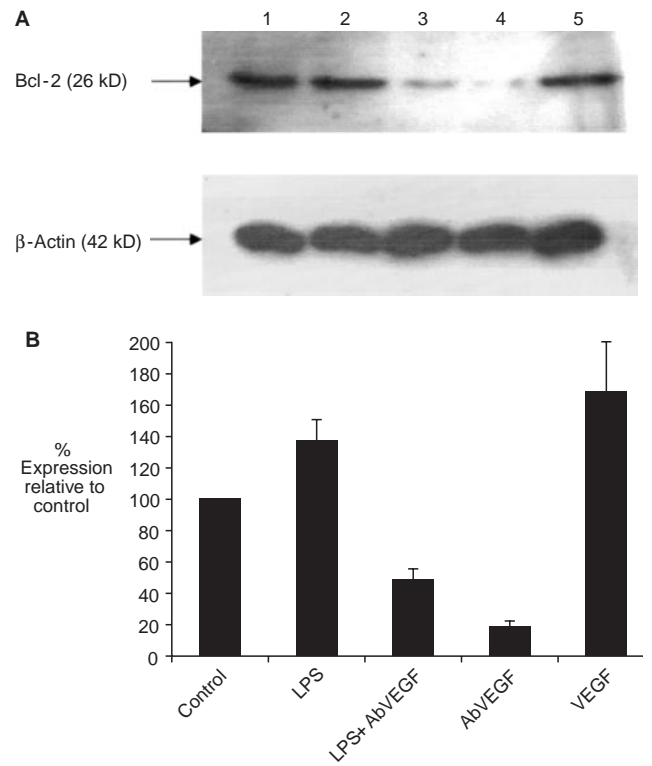 A
1 2 3 4 5
Bcl-2 (26 kD)
β-Actin (42 kD)
B
200
180
160
140
120
100
80
60
40
20
0
%
Expression
relative to
control
Control
LPS
LPS+ AbVEGF
AbVEGF
VEGF